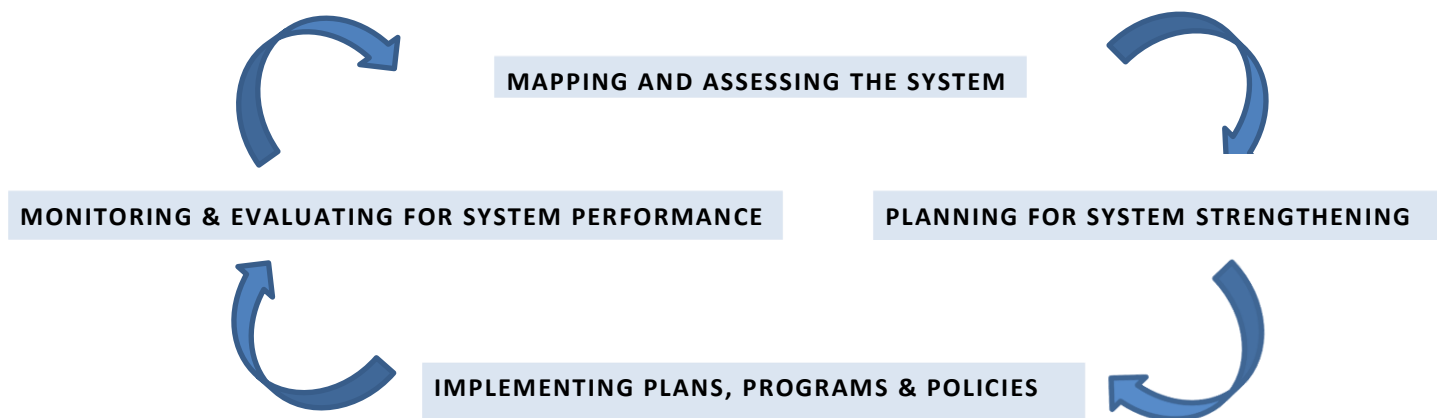 MAPPING AND ASSESSING THE SYSTEM
MONITORING & EVALUATING FOR SYSTEM PERFORMANCE
PLANNING FOR SYSTEM STRENGTHENING
IMPLEMENTING PLANS, PROGRAMS & POLICIES